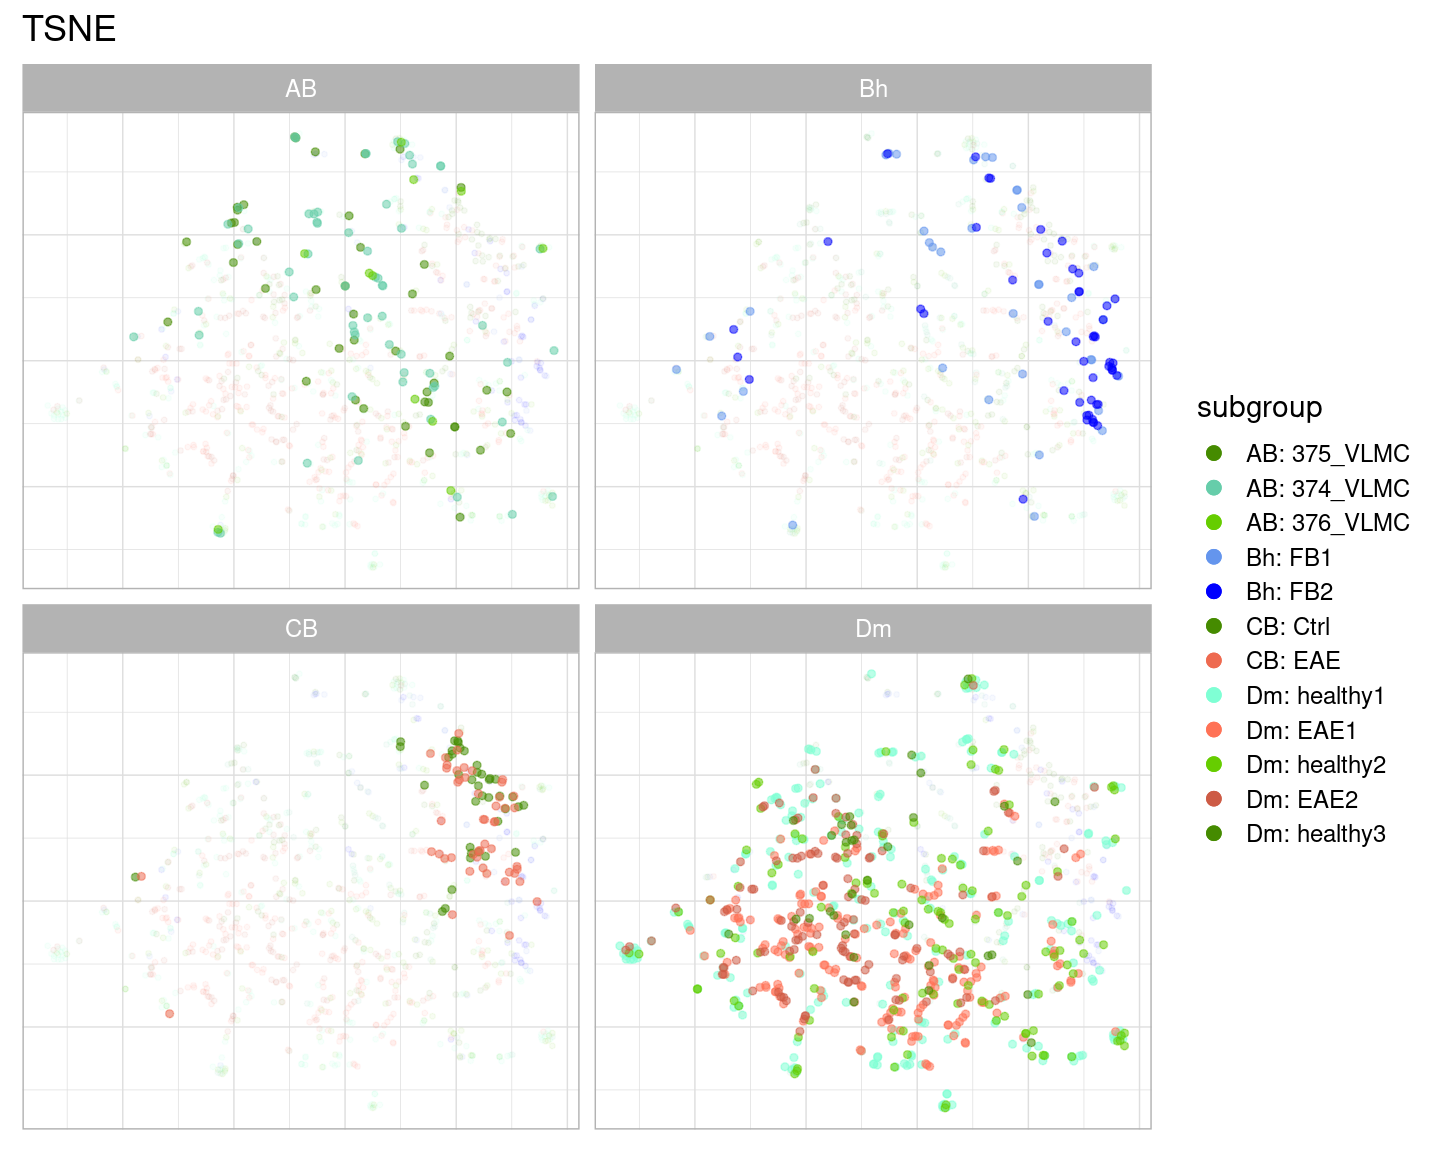 TSNE
AB
Bh
CB
Dm
subgroup
AB: 375_VLMC
AB: 374_VLMC
AB: 376_VLMC
Bh: FB1
Bh: FB2
CB: Ctrl
CB: EAE
Dm: healthy1
Dm: EAE1
Dm: healthy2
Dm: EAE2
Dm: healthy3